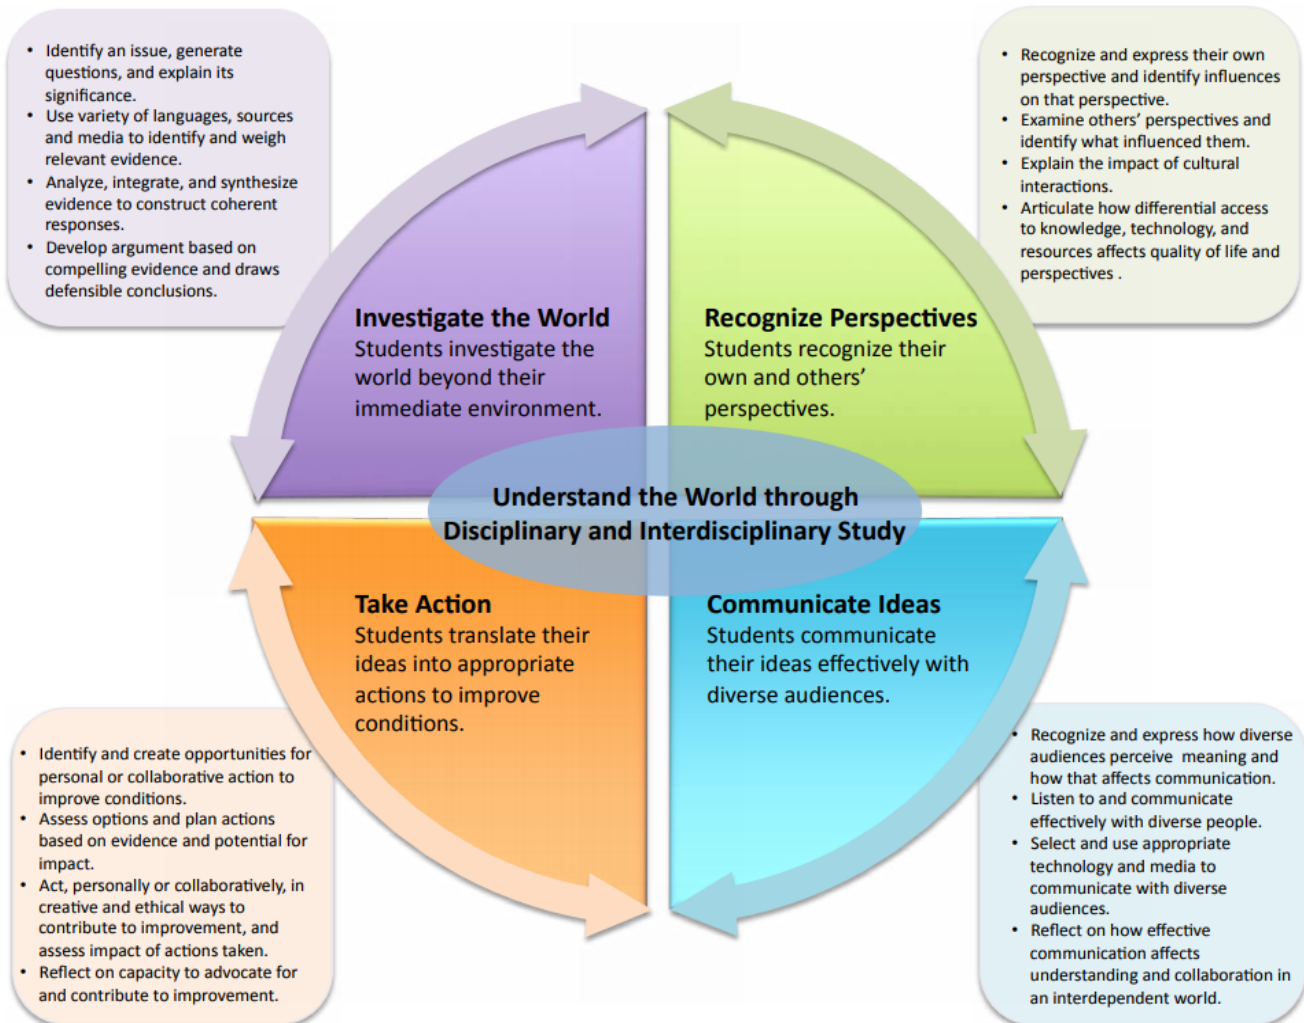 • Identify an issue, generate
questions, and explain its
significance.
• Use variety of languages, sources
and media to identify and weigh
relevant evidence.
• Analyze, integrate, and synthesize
evidence to construct coherent
responses.
• Develop argument based on
compelling evidence and draws
defensible conclusions.
• Recognize and express their own
perspective and identify influences
on that perspective.
• Examine others' perspectives and
identify what influenced them.
• Explain the impact of cultural
interactions.
• Articulate how differential access
to knowledge, technology, and
resources affects quality of life and
perspectives .
Investigate the World
Students investigate the
world beyond their
immediate environment.
Recognize Perspectives
Students recognize their
own and others'
perspectives.
Understand the World through
Disciplinary and Interdisciplinary Study
Take Action
Students translate their
ideas into appropriate
actions to improve
conditions.
Communicate Ideas
Students communicate
their ideas effectively with
diverse audiences.
• Identify and create opportunities for
personal or collaborative action to
improve conditions.
• Assess options and plan actions
based on evidence and potential for
impact.
• Act, personally or collaboratively, in
creative and ethical ways to
contribute to improvement, and
assess impact of actions taken.
• Reflect on capacity to advocate for
and contribute to improvement.
• Recognize and express how diverse
audiences perceive meaning and
how that affects communication.
• Listen to and communicate
effectively with diverse people.
• Select and use appropriate
technology and media to
communicate with diverse
audiences.
• Reflect on how effective
communication affects
understanding and collaboration in
an interdependent world.